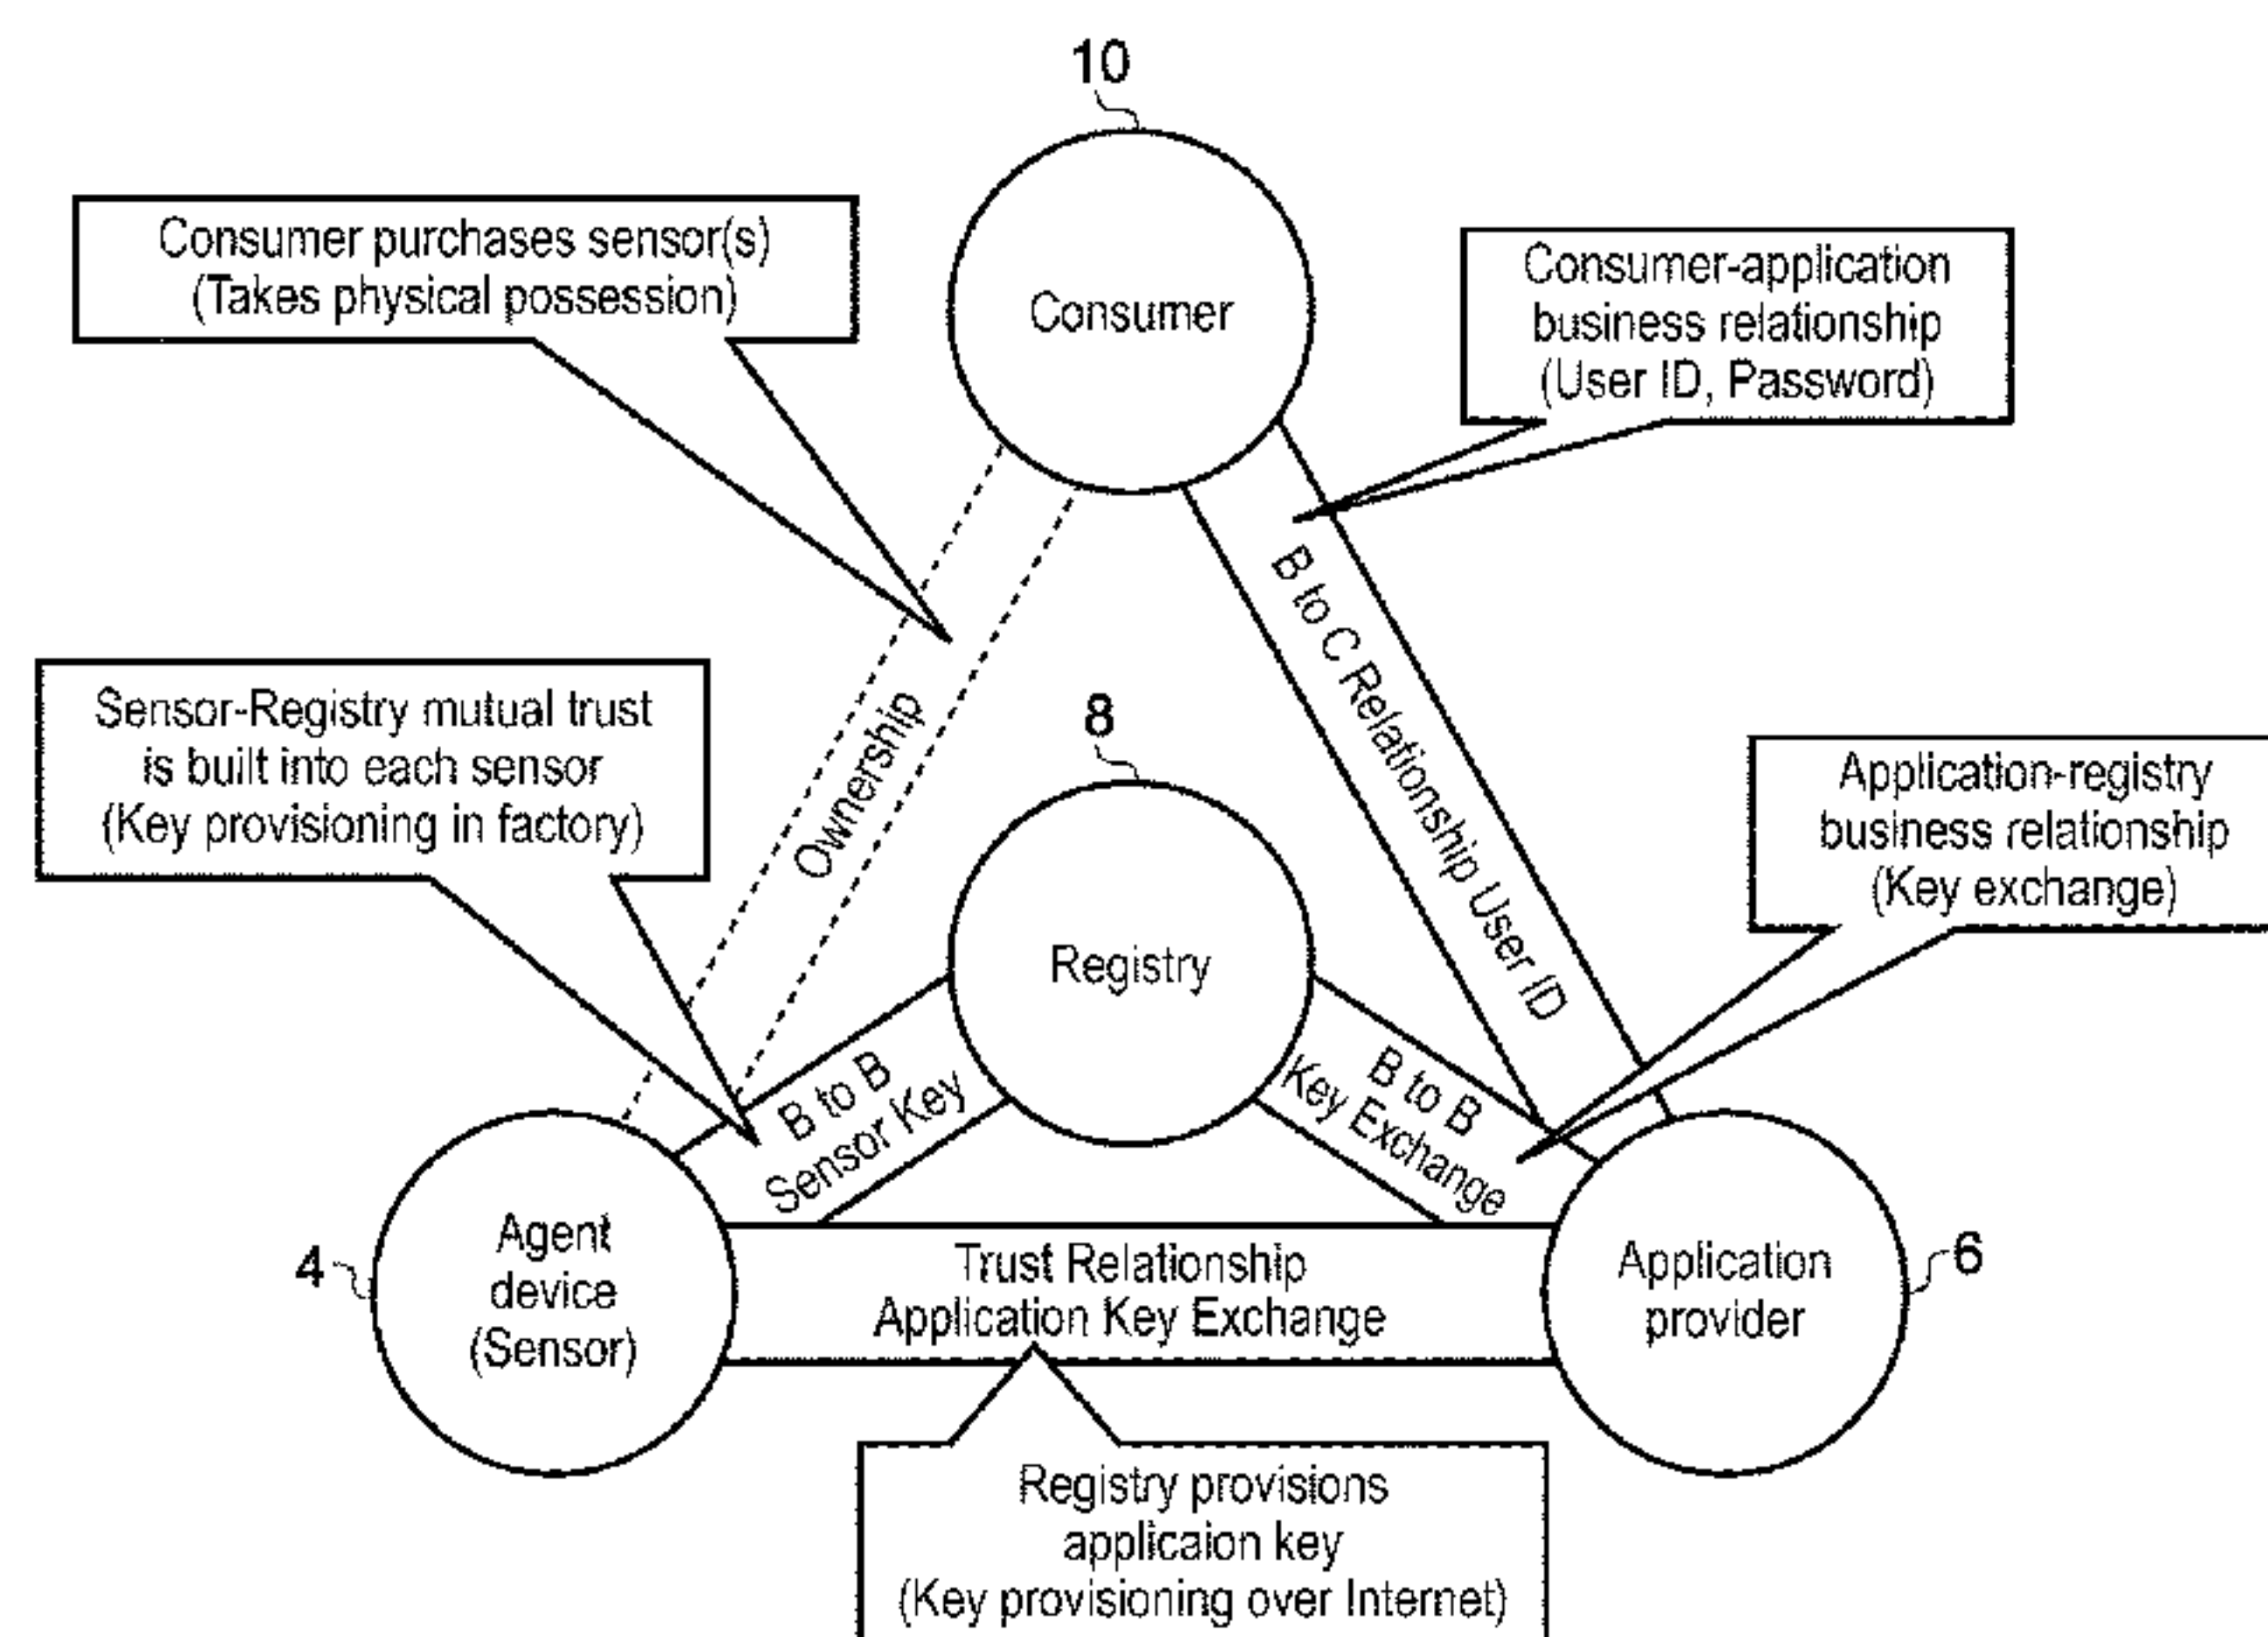 10
Consumer purchases sensor(s)
(Takes physical possession)
Consumer
Consumer-application
business relationship
(User ID, Password)
Ownership
B to C Relationship User ID
Sensor-Registry mutual trust
is built into each sensor
(Key provisioning in factory)
8
Registry
Application-registry
business relationship
(Key exchange)
B to B
Sensor Key
B to B
Key Exchange
4
Agent
device
(Sensor)
Trust Relationship
Application Key Exchange
Application
provider
6
Registry provisions
applicaion key
(Key provisioning over Internet)